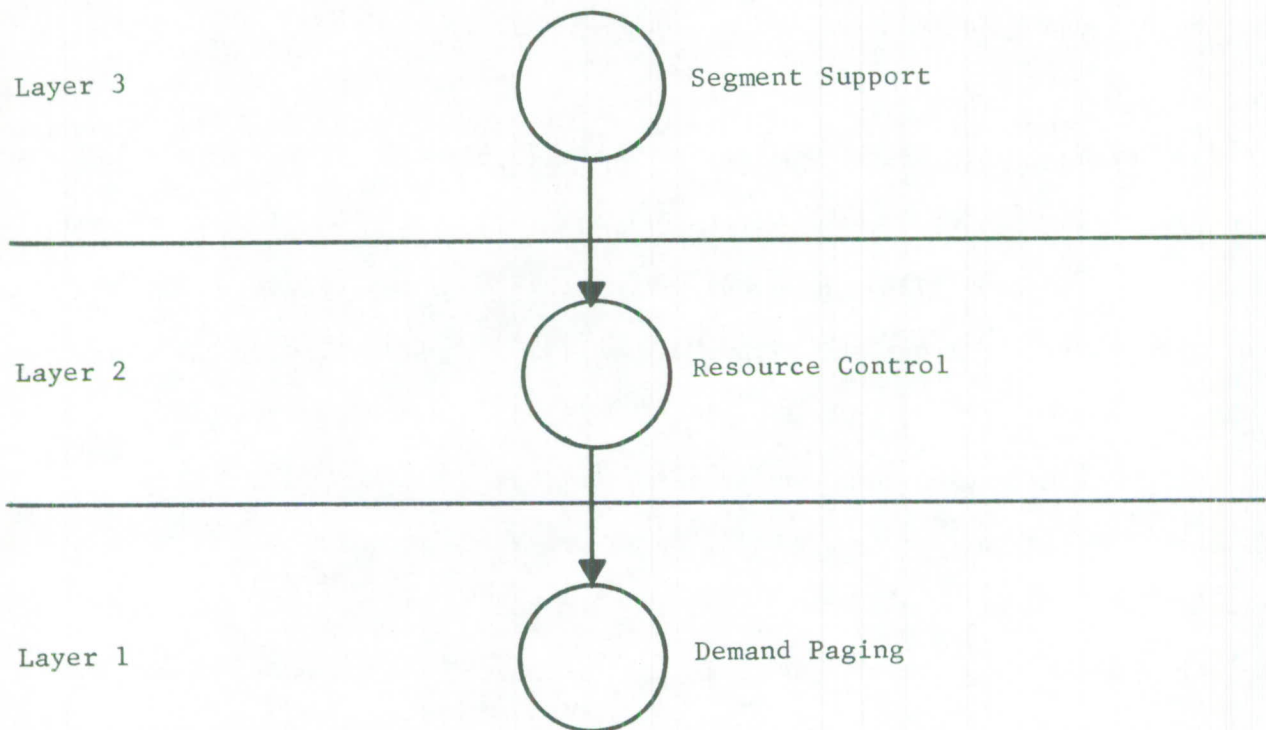 Layer 3
Segment Support
Layer 2
Resource Control
Layer 1
Demand Paging